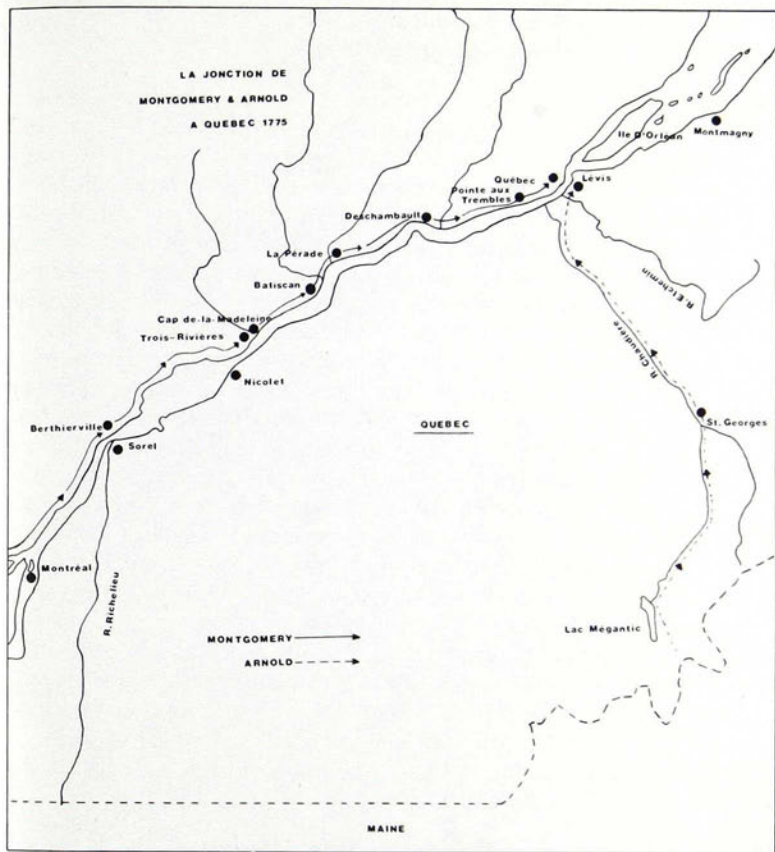 LA JONCTION DE
MONTGOMERY & ARNOLD
A QUEBEC 1775
Ile D'Orléan
Montmagny
Québec
Lévis
Pointe aux
Trembles
Deschambault
La Pérade
Batiscan
R. Etchemin
Cap de-la-Madeleine
Trois-Rivières
R. Chaudière
Nicolet
Berthierville
QUEBEC
St. Georges
Sorel
Montréal
R. Richelieu
Lac Mégantic
MONTGOMERY
ARNOLD
MAINE